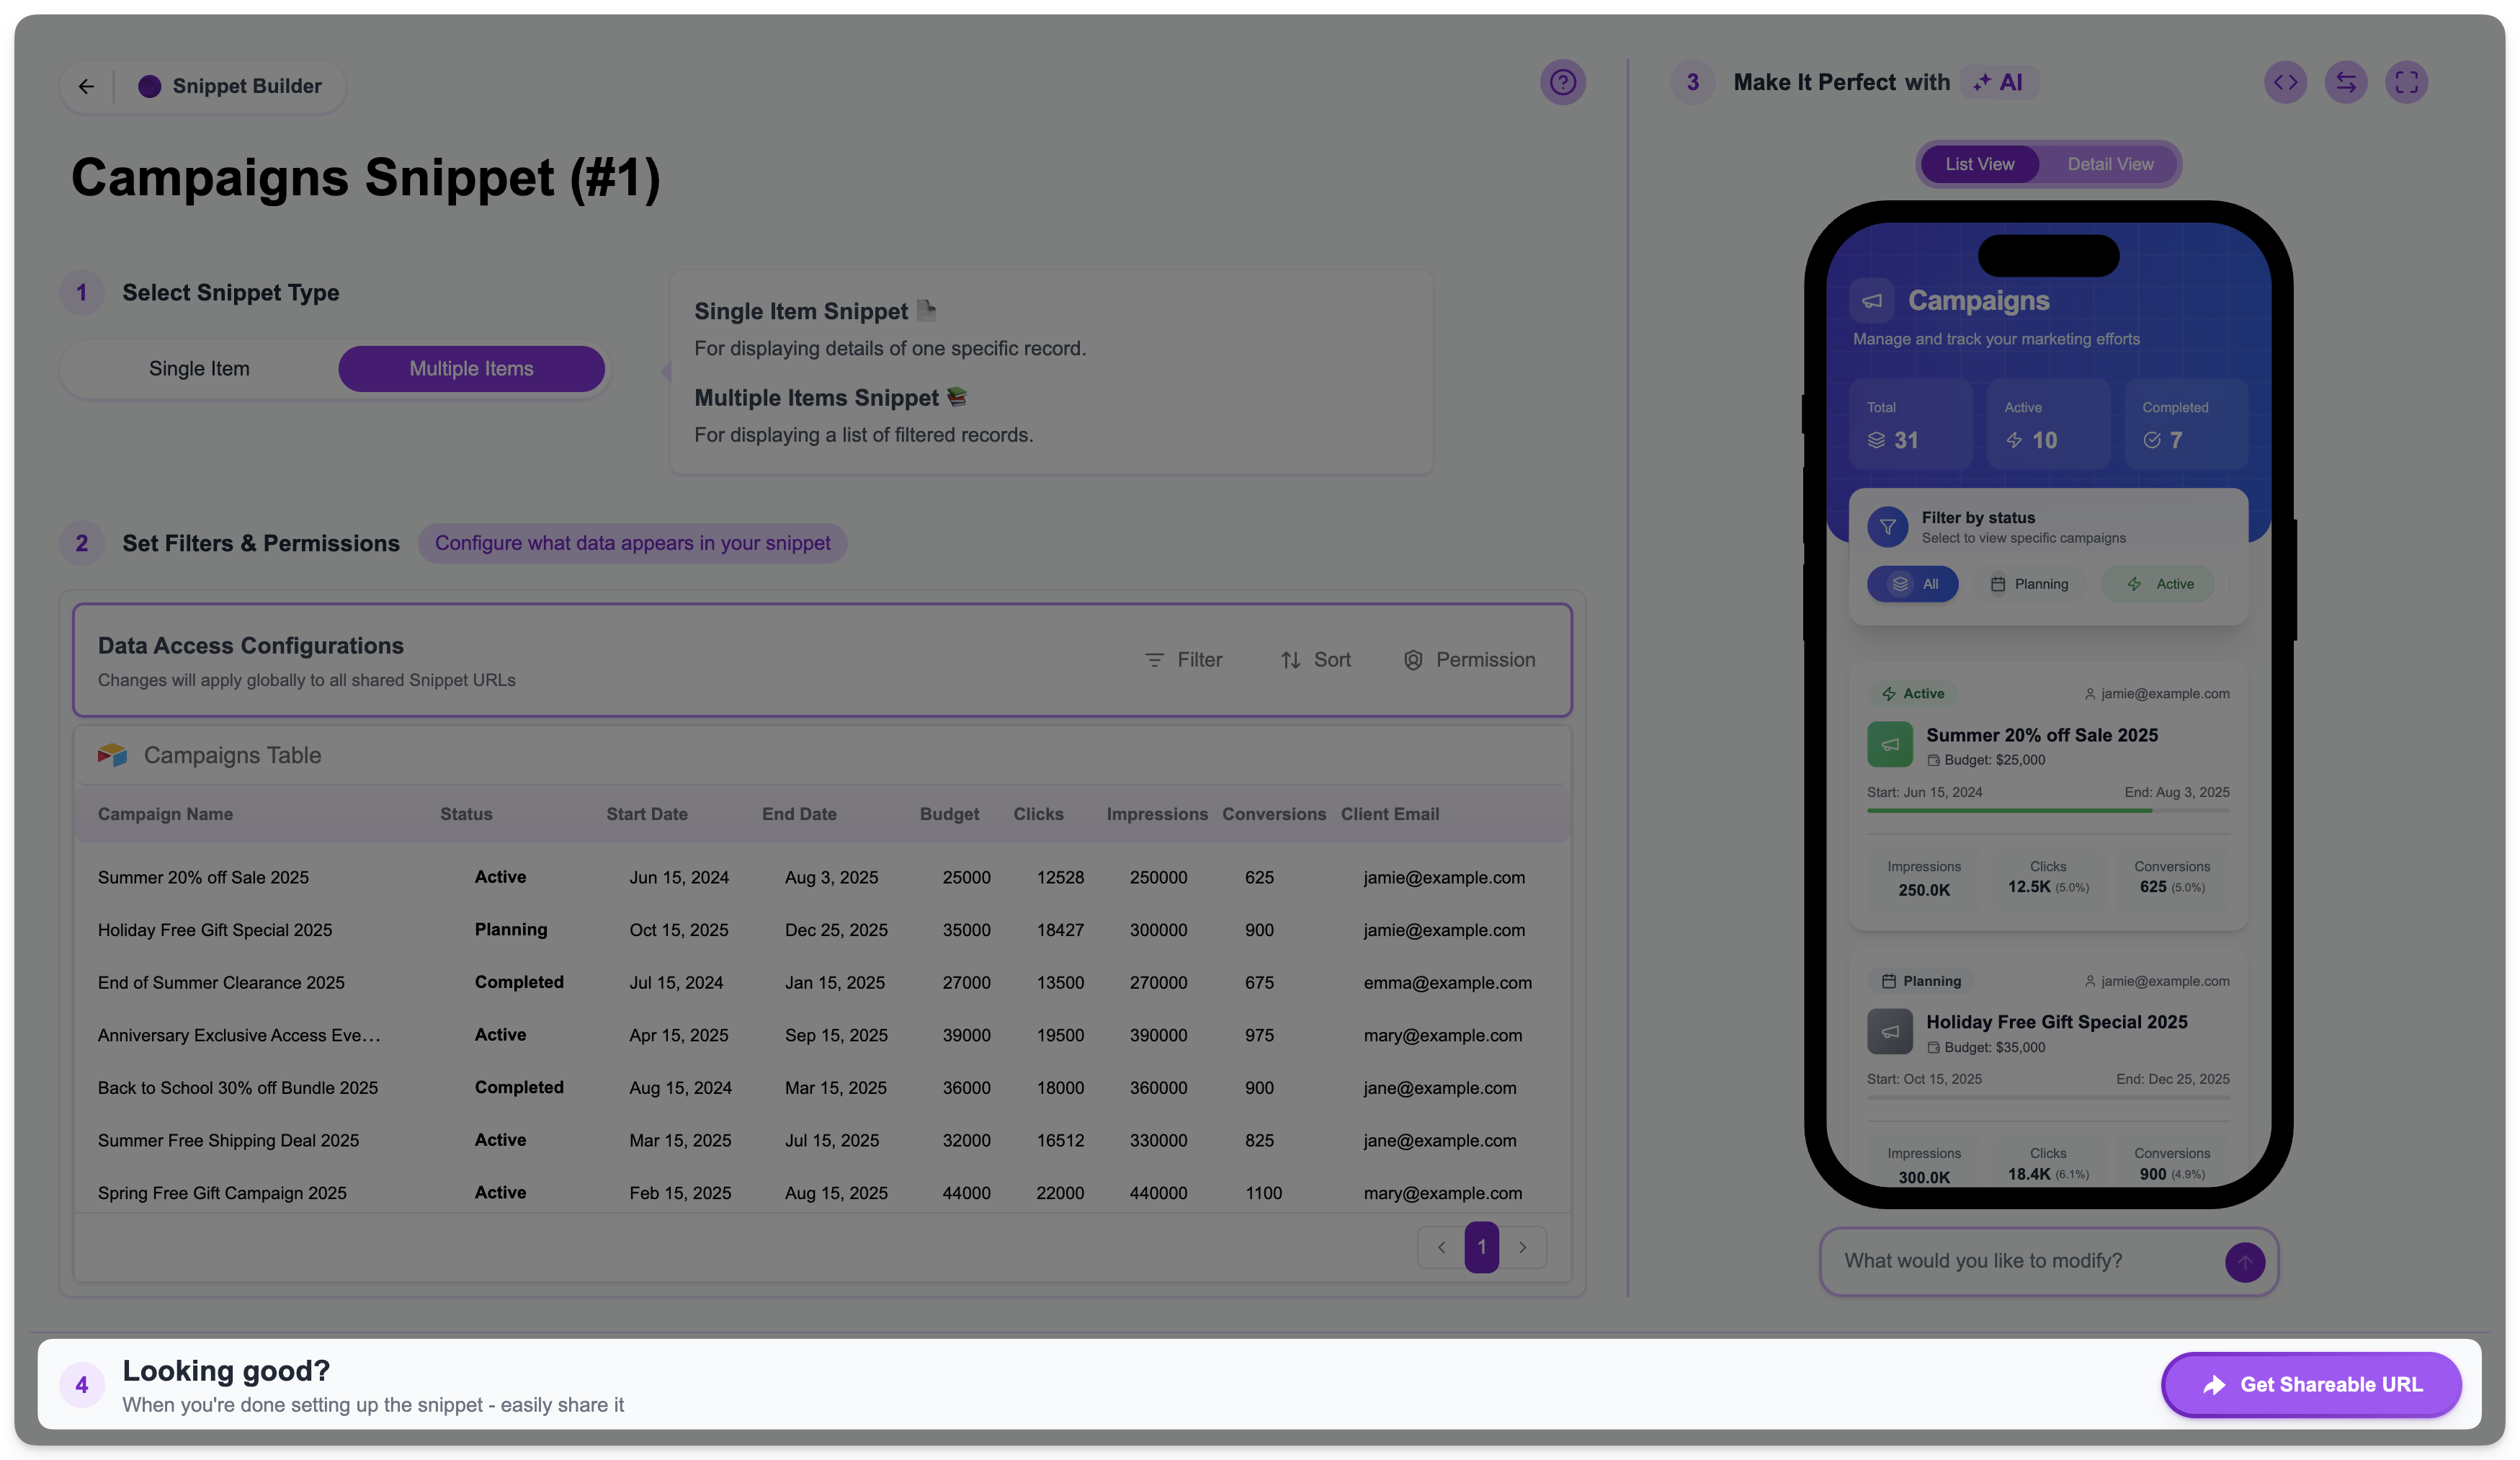 Snippet Builder
Campaigns Snippet (#1)
1 Select Snippet Type
Single Item Multiple Items
Single Item Snippet
For displaying details of one specific record.
Multiple Items Snippet
For displaying a list of filtered records.
2 Set Filters & Permissions Configure what data appears in your snippet
Data Access Configurations
Changes will apply globally to all shared Snippet URLs
Filter Sort Permission
Campaigns Table
Campaign Name Status Start Date End Date Budget Clicks Impressions Conversions Client Email
Summer 20% off Sale 2025 Active Jun 15, 2024 Aug 3, 2025 25000 12528 250000 625 jamie@example.com
Holiday Free Gift Special 2025 Planning Oct 15, 2025 Dec 25, 2025 35000 18427 300000 900 jamie@example.com
End of Summer Clearance 2025 Completed Jul 15, 2024 Jan 15, 2025 27000 13500 270000 675 emma@example.com
Anniversary Exclusive Access Eve... Active Apr 15, 2025 Sep 15, 2025 39000 19500 390000 975 mary@example.com
Back to School 30% off Bundle 2025 Completed Aug 15, 2024 Mar 15, 2025 36000 18000 360000 900 jane@example.com
Summer Free Shipping Deal 2025 Active Mar 15, 2025 Jul 15, 2025 32000 16512 330000 825 jane@example.com
Spring Free Gift Campaign 2025 Active Feb 15, 2025 Aug 15, 2025 44000 22000 440000 1100 mary@example.com
1
3 Make It Perfect with AI
List View Detail View
Campaigns
Manage and track your marketing efforts
Total Active Completed
31 10 7
Filter by status
Select to view specific campaigns
All Planning Active
Active jamie@example.com
Summer 20% off Sale 2025
Budget: $25,000
Start: Jun 15, 2024 End: Aug 3, 2025
Impressions Clicks Conversions
250.0K 12.5K (5.0%) 625 (5.0%)
Planning jamie@example.com
Holiday Free Gift Special 2025
Budget: $35,000
Start: Oct 15, 2025 End: Dec 25, 2025
Impressions Clicks Conversions
300.0K 18.4K (6.1%) 900 (4.9%)
What would you like to modify?
4 Looking good?
When you're done setting up the snippet - easily share it
Get Shareable URL